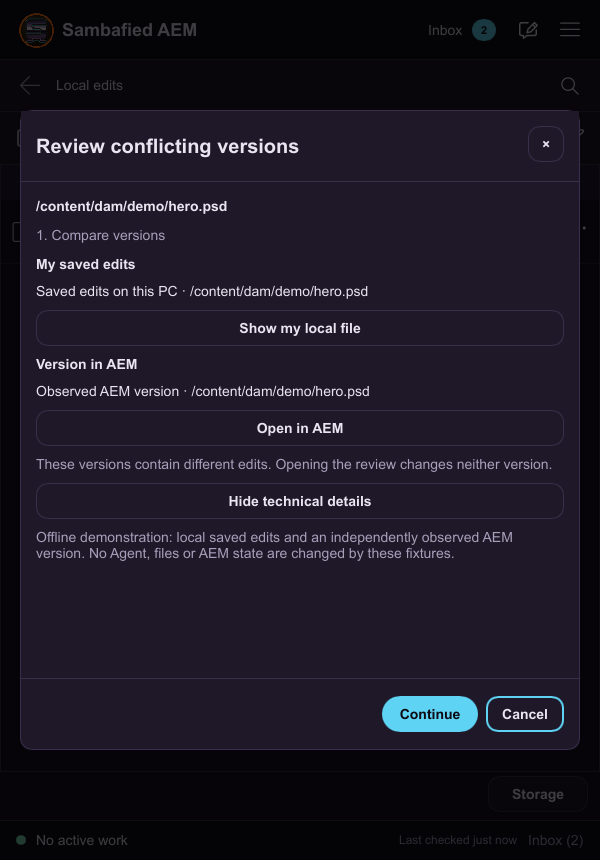 Sambafied AEM
Inbox 2
Local edits
Review conflicting versions
×
/content/dam/demo/hero.psd
1. Compare versions
My saved edits
Saved edits on this PC · /content/dam/demo/hero.psd
Show my local file
Version in AEM
Observed AEM version · /content/dam/demo/hero.psd
Open in AEM
These versions contain different edits. Opening the review changes neither version.
Hide technical details
Offline demonstration: local saved edits and an independently observed AEM
version. No Agent, files or AEM state are changed by these fixtures.
Continue
Cancel
Storage
No active work
Last checked just now
Inbox (2)